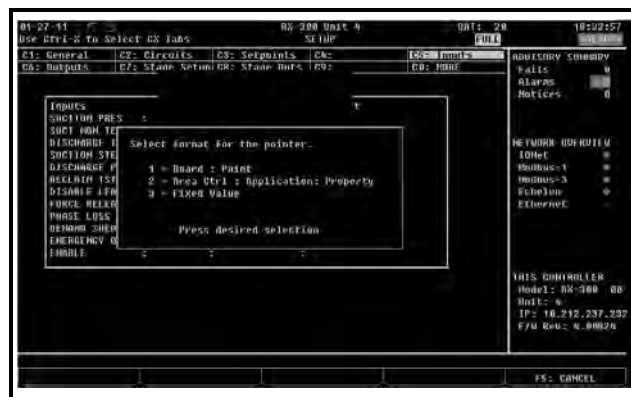 01-27-11
RX-300 Unit 4
OAT: 20
10:22:57
Use Ctrl-X to Select CX Tabs
SETUP
FULL
C1: General
C2: Circuits
C3: Setpoints
C4:
C5: Inputs
C6: Outputs
C7: Stage Setup
C8: Stage Outs
C9:
C0: MORE
ADVISORY SUMMARY
Fails
Alarms
Notices 0
Inputs
SUCTION PRES :
SUCT NOM TE
DISCHARGE
SUCTION STE
DISCHARGE P
RECLAIM
DISABLE LEA
FORCE RELEA
PHASE LOSS
DEMAND SHED
EMERGENCY O
ENABLE : : :
Select format for the pointer.
1 - Board : Point
2 - Area Ctrl : Application: Property
3 - Fixed Value
Press desired selection
NETWORK OVERVIEW
IONet
Modbus-1
Modbus-3
Echelon
Ethernet
THIS CONTROLLER
Model: RX-300 00
Unit: 4
IP: 10.212.237.232
F/W Rev:
F5: CANCEL